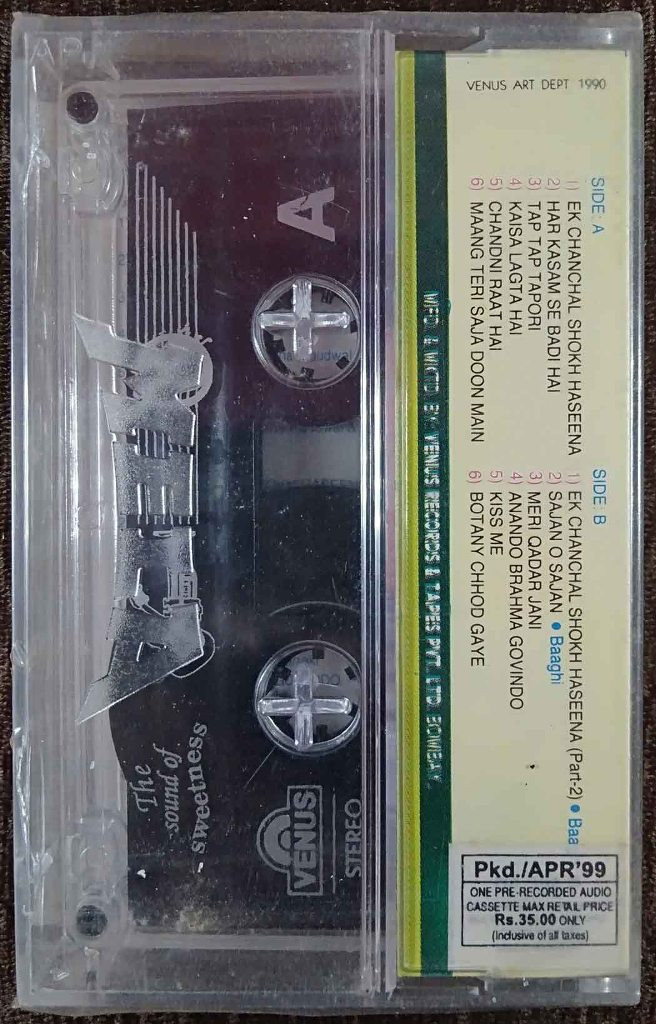 VENUS ART DEPT 1990
SIDE: A
1) EK CHANCHAL SHOKH HASEENA
2) HAR KASAM SE BADI HAI
3) TAP TAP TAPORI
4) KAISA LAGTA HAI
5) CHANDNI RAAT HAI
6) MAANG TERI SAJA DOON MAIN
SIDE: B
1) EK CHANCHAL SHOKH HASEENA (Part-2) • Baa
2) SAJAN O SAJAN • Baaghi
3) MERI QADAR JANI
4) ANANDO BRAHMA GOVINDO
5) KISS ME
6) BOTANY CHHOD GAYE
MFD. & MKTD. BY: VENUS RECORDS & TAPES PVT. LTD. BOMBAY.
Pkd./APR'99
ONE PRE-RECORDED AUDIO
CASSETTE MAX RETAIL PRICE
Rs.35.00 ONLY
(Inclusive of all taxes)
A
VENUS
STEREO
The
sound of
sweetness